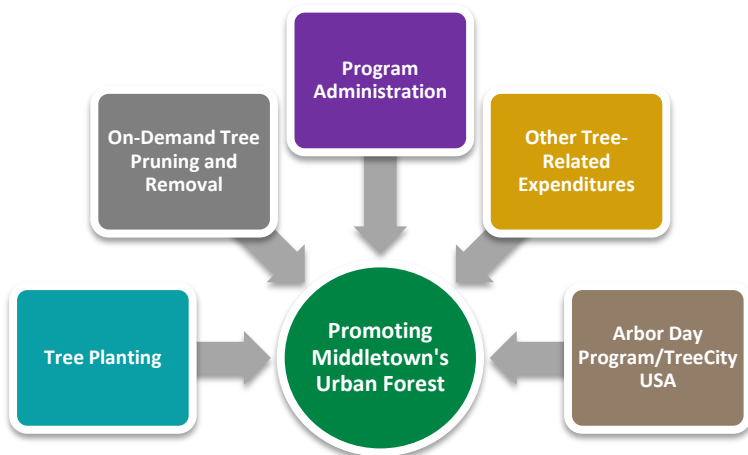 Program
Administration
On-Demand Tree
Pruning and
Removal
Other Tree-
Related
Expenditures
Tree Planting
Promoting
Middletown's
Urban Forest
Arbor Day
Program/TreeCity
USA